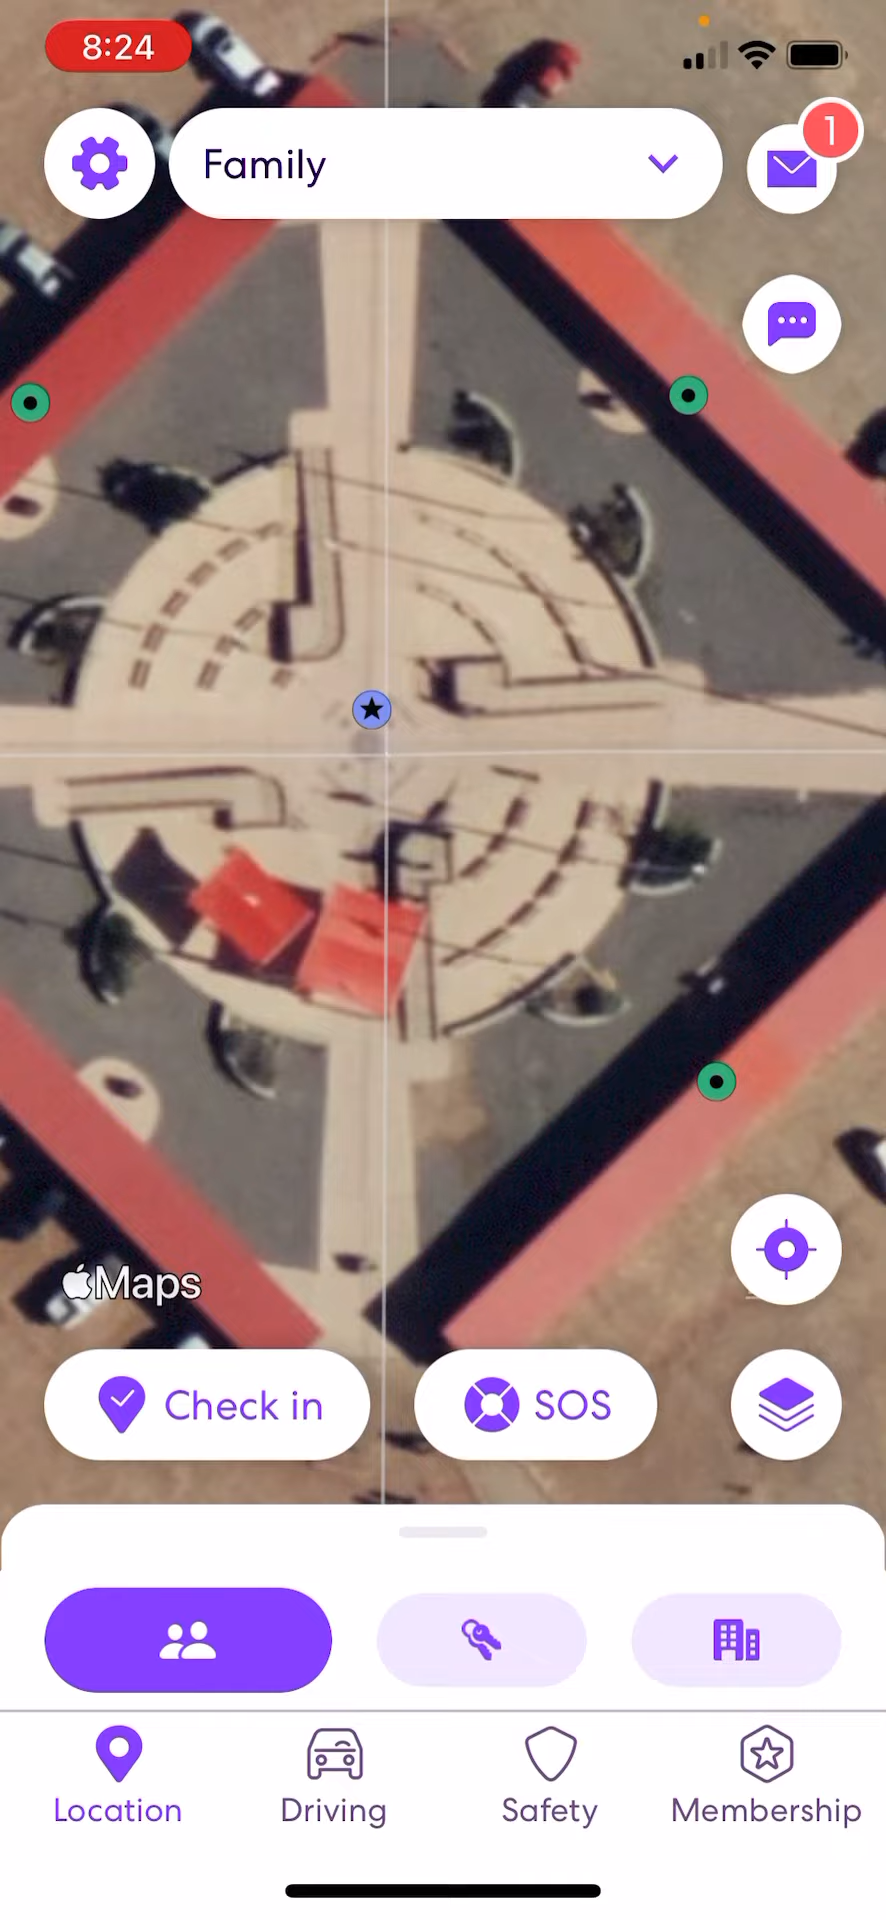 8:24
Family
1
Maps
Check in
SOS
Location
Driving
Safety
Membership